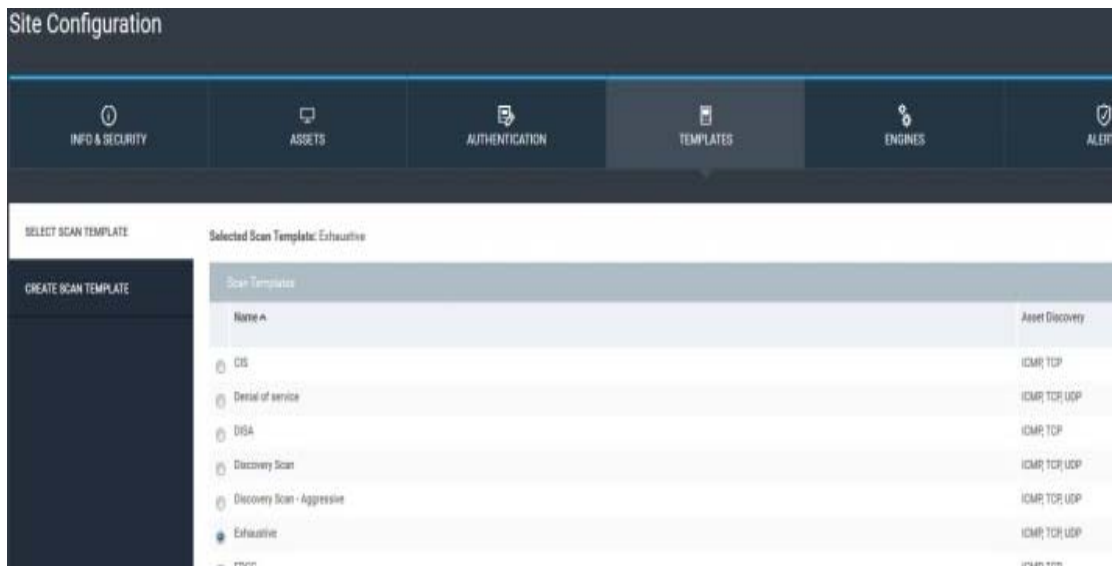 Site Configuration
INFO & SECURITY
ASSETS
AUTHENTICATION
TEMPLATES
ENGINES
SELECT SCAN TEMPLATE
CREATE SCAN TEMPLATE
Selected Scan Template: Exhaustive
Scan Templates
Name
Asset Discovery
CIS
ICMP, TCP
Denial of service
ICMP, TCP, UDP
DISA
ICMP, TCP
Discovery Scan
ICMP, TCP, UDP
Discovery Scan - Aggressive
ICMP, TCP, UDP
Exhaustive
ICMP, TCP, UDP